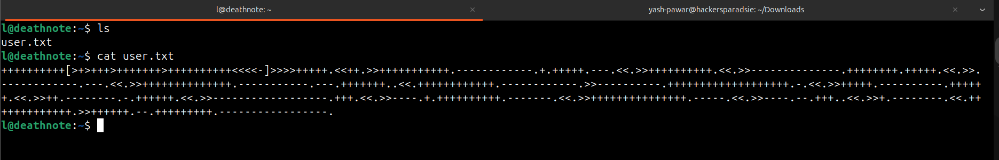 l@deathnote: ~
yash-pawar@hackersparadsie: ~/Downloads
l@deathnote:~$ ls
user.txt
l@deathnote:~$ cat user.txt
++++++++++[>+>+++>+++++++>++++++++++<<<<-]>>>>+++++.<<++.>>+++++++++++.------------.+.+++++.---.<<.>>++++++++++.<<.>>--------------.++++++++.+++++.<<.>>.
------------.---.<<.>>++++++++++++++.-----------.---.+++++++..<<.++++++++++++.------------.>>----------.+++++++++++++++++++.-.<<.>>+++++.----------.+++++
+.<<.>>++.--------.-.++++++.<<.>>------------------.+++.<<.>>----.+.++++++++++.-------.<<.>>+++++++++++++++.-----.<<.>>----.--.+++..<<.>>+.--------.<<.++
+++++++++++.>>++++++.--.+++++++++.-----------------.
l@deathnote:~$